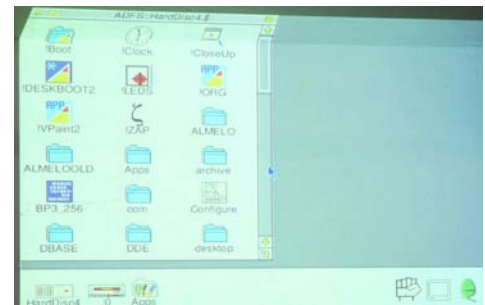 ADFS::HardDisc4.$
!Boot !Clock !CloseUp
!DESKBOOT2 !LEDS !ORG
!VPaint2 !ZAP ALMELO
ALMELOOLD Apps archive
BP3_256 com Configure
DBASE DDE desktop
HardDisc4 :0 Apps